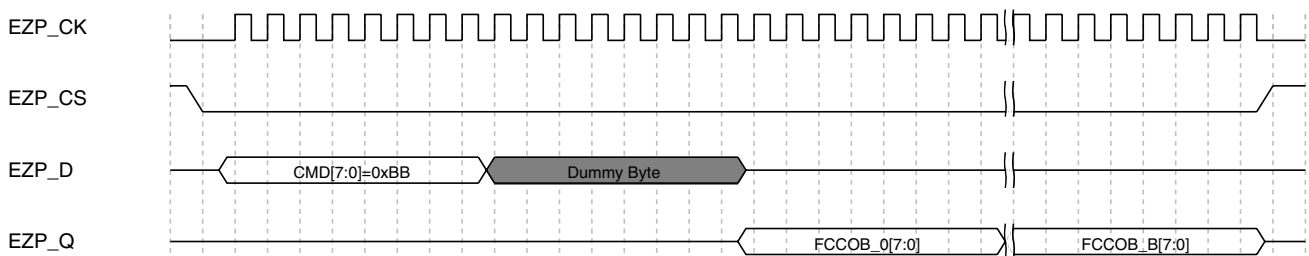 EZP_CK
EZP_CS
EZP_D CMD[7:0]=0xBB Dummy Byte
EZP_Q FCCOB_0[7:0] FCCOB_B[7:0]